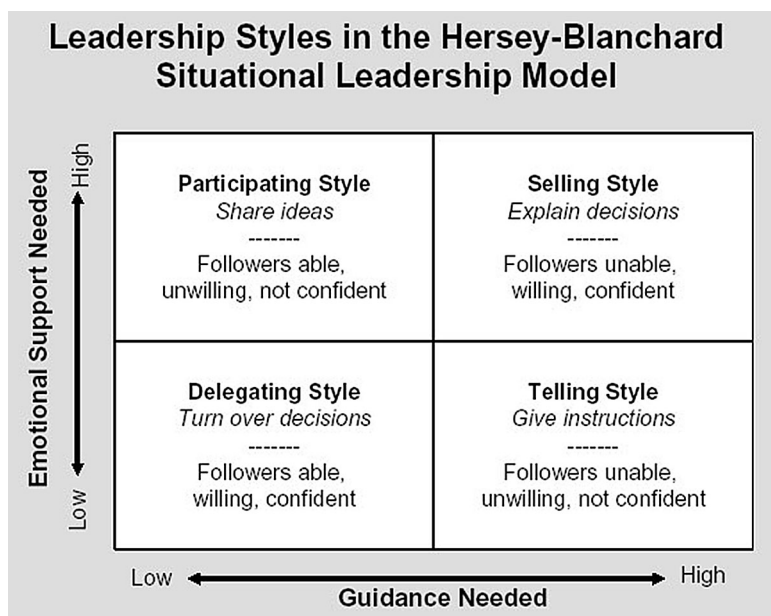 Leadership Styles in the Hersey-Blanchard
Situational Leadership Model
Emotional Support Needed
High
Low
Participating Style
Share ideas
-------
Followers able,
unwilling, not confident
Selling Style
Explain decisions
-------
Followers unable,
willing, confident
Delegating Style
Turn over decisions
-------
Followers able,
willing, confident
Telling Style
Give instructions
-------
Followers unable,
unwilling, not confident
Low
High
Guidance Needed